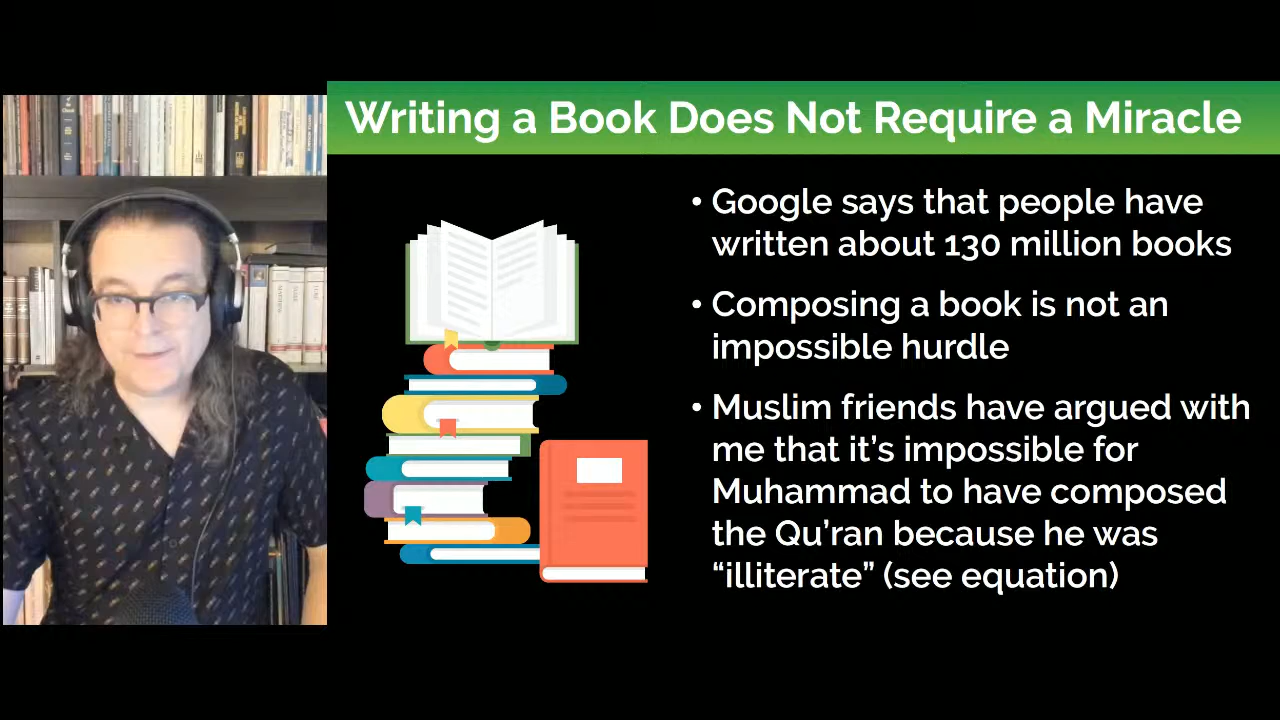 Writing a Book Does Not Require a Miracle
• Google says that people have
written about 130 million books
• Composing a book is not an
impossible hurdle
• Muslim friends have argued with
me that it’s impossible for
Muhammad to have composed
the Qu’ran because he was
“illiterate” (see equation)